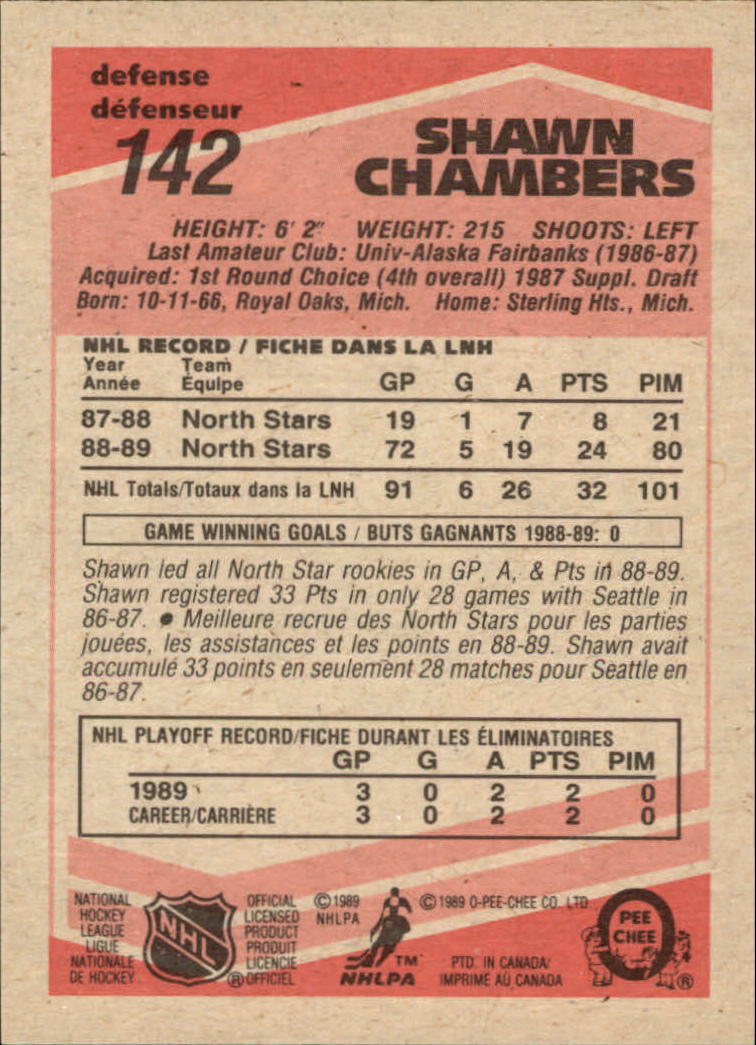 defense
défenseur
142
SHAWN
CHAMBERS
HEIGHT: 6' 2" WEIGHT: 215 SHOOTS: LEFT
Last Amateur Club: Univ-Alaska Fairbanks (1986-87)
Acquired: 1st Round Choice (4th overall) 1987 Suppl. Draft
Born: 10-11-66, Royal Oaks, Mich. Home: Sterling Hts., Mich.
NHL RECORD / FICHE DANS LA LNH
Year Team
Année Équipe GP G A PTS PIM
87-88 North Stars 19 1 7 8 21
88-89 North Stars 72 5 19 24 80
NHL Totals/Totaux dans la LNH 91 6 26 32 101
GAME WINNING GOALS / BUTS GAGNANTS 1988-89: 0
Shawn led all North Star rookies in GP, A, & Pts in 88-89.
Shawn registered 33 Pts in only 28 games with Seattle in
86-87. ● Meilleure recrue des North Stars pour les parties
jouées, les assistances et les points en 88-89. Shawn avait
accumulé 33 points en seulement 28 matches pour Seattle en
86-87.
NHL PLAYOFF RECORD/FICHE DURANT LES ÉLIMINATOIRES
GP G A PTS PIM
1989 3 0 2 2 0
CAREER/CARRIÈRE 3 0 2 2 0
NATIONAL
HOCKEY
LEAGUE
LIGUE
NATIONALE
DE HOCKEY
NHL
®
OFFICIAL
LICENSED
PRODUCT
PRODUIT
LICENCIE
OFFICIEL
©1989
NHLPA
TM
NHLPA
©1989 O-PEE-CHEE CO. LTD
PTD. IN CANADA/
IMPRIME AU CANADA
O
PEE
CHEE
®